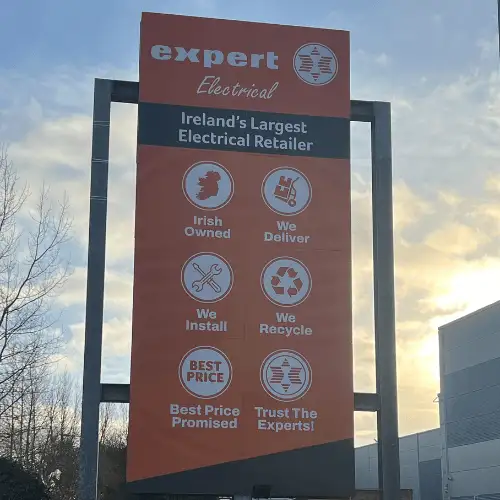 expert
Electrical
Ireland's Largest
Electrical Retailer
Irish
Owned
We
Deliver
We
Install
We
Recycle
BEST
PRICE
Best Price
Promised
Trust The
Experts!